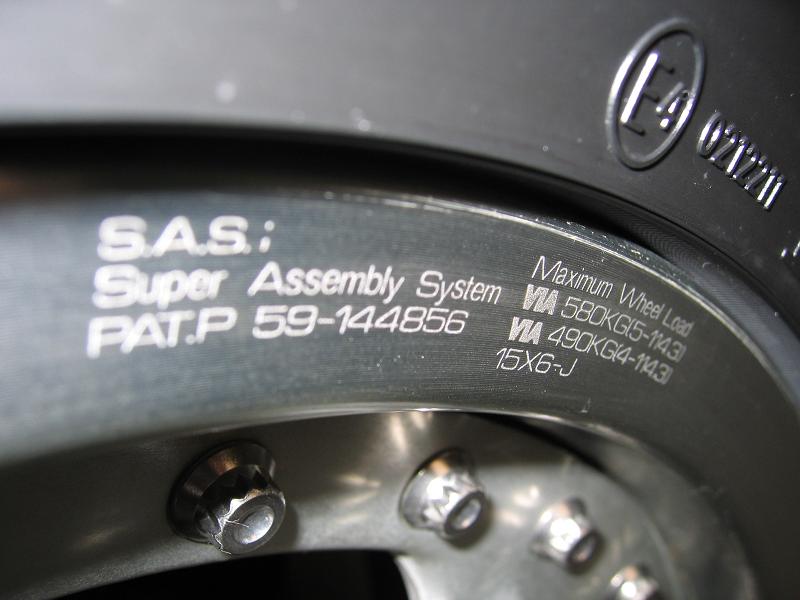 E4
0212211
S.A.S.;
Super Assembly System
PAT.P 59-144856
Maximum Wheel Load
VIA 580KG(5-114.3)
VIA 490KG(4-114.3)
15X6-J